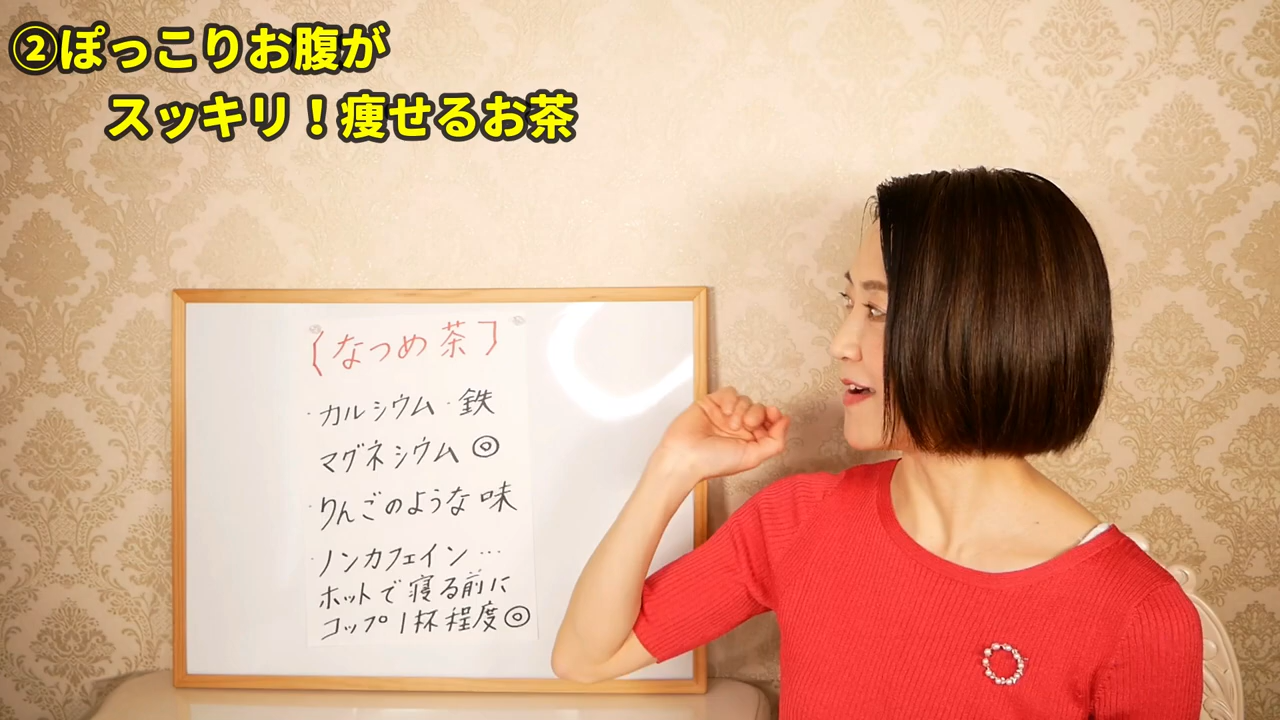 ②ぽっこりお腹が
スッキリ！痩せるお茶
〔なつめ茶〕
・カルシウム・鉄
マグネシウム◎
・りんごのような味
・ノンカフェイン…
ホットで寝る前に
コップ1杯程度◎